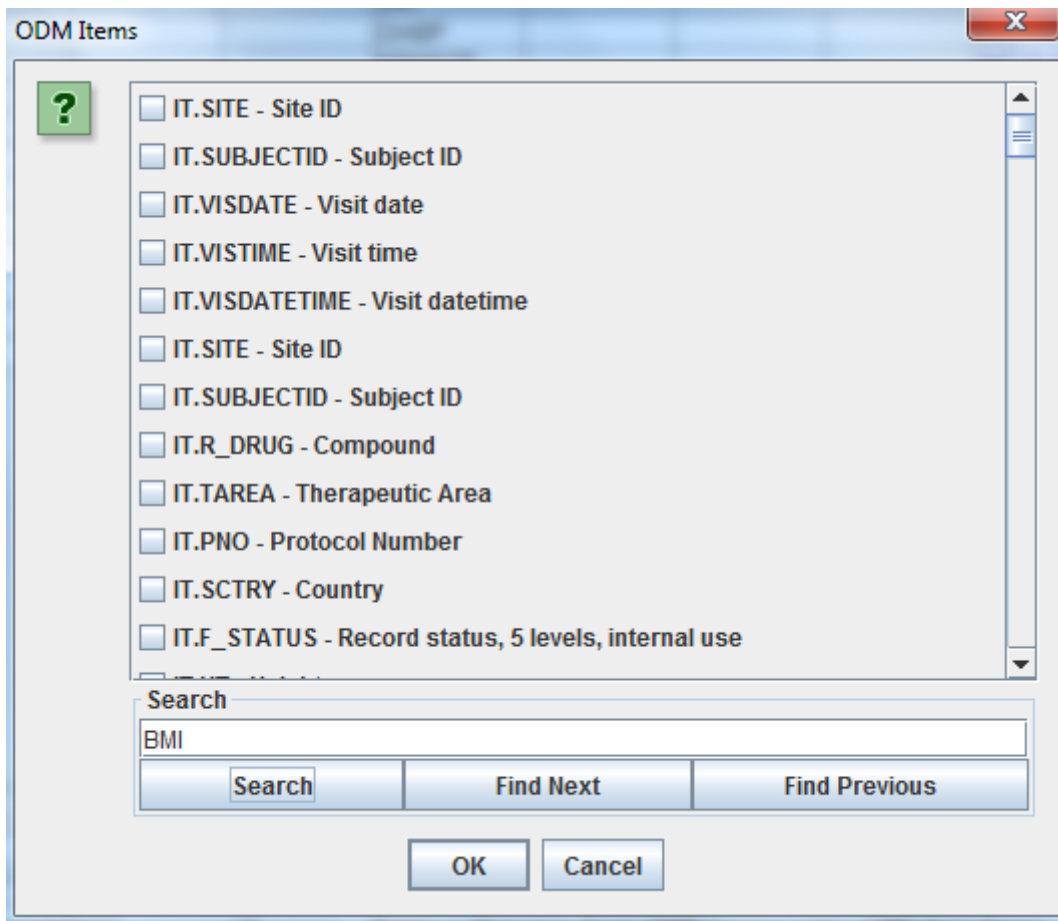 ODM Items
?
IT.SITE - Site ID
IT.SUBJECTID - Subject ID
IT.VISDATE - Visit date
IT.VISTIME - Visit time
IT.VISDATETIME - Visit datetime
IT.SITE - Site ID
IT.SUBJECTID - Subject ID
IT.R_DRUG - Compound
IT.TAREA - Therapeutic Area
IT.PNO - Protocol Number
IT.SCTRY - Country
IT.F_STATUS - Record status, 5 levels, internal use
Search
BMI
Search Find Next Find Previous
OK Cancel